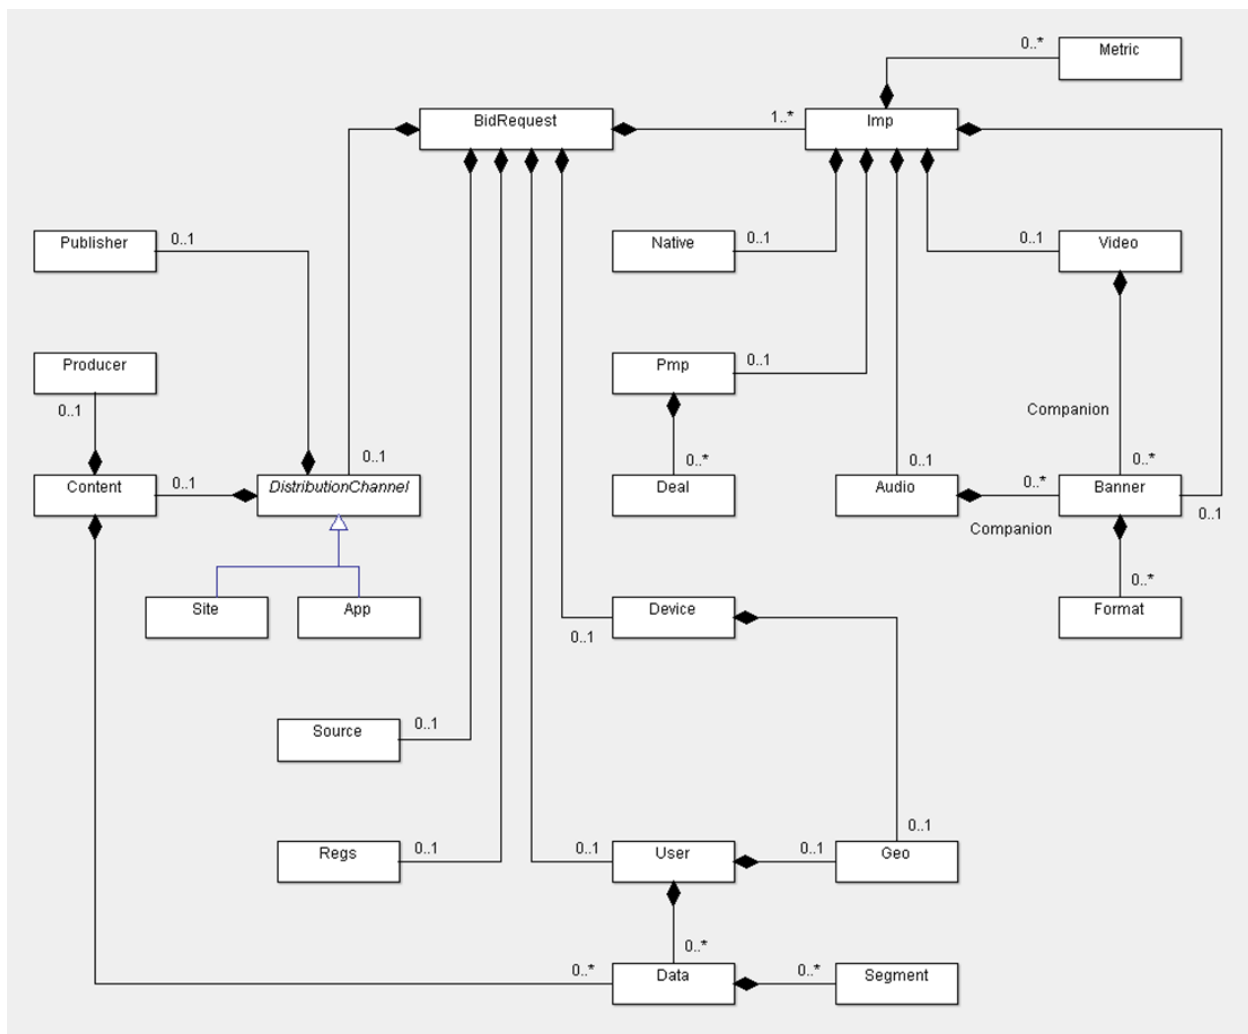 0..*
Metric
BidRequest
1..*
Imp
Publisher
0..1
Native
0..1
0..1
Video
Producer
0..1
Pmp
0..1
Companion
0..1
0..1
0..*
Content
0..1
DistributionChannel
Deal
Audio
0..*
Banner
0..1
Companion
0..*
Site
App
Device
Format
0..1
Source
0..1
0..1
Regs
0..1
0..1
User
0..1
Geo
0..*
0..*
Data
0..*
Segment
0..*